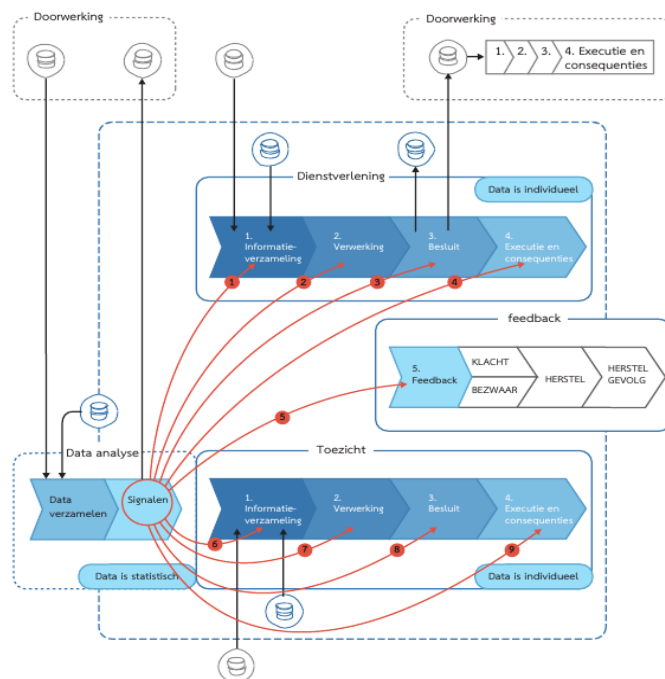 Doorwerking
Doorwerking
1.
2.
3.
4. Executie en
consequenties
Dienstverlening
Data is individueel
1.
Informatie-
verzameling
2.
Verwerking
3.
Besluit
4.
Executie en
consequenties
1
2
3
4
feedback
5.
Feedback
KLACHT
BEZWAAR
HERSTEL
HERSTEL
GEVOLG
5
Data analyse
Data
verzamelen
Signalen
Data is statistisch
Toezicht
1.
Informatie-
verzameling
2.
Verwerking
3.
Besluit
4.
Executie en
consequenties
6
7
8
9
Data is individueel